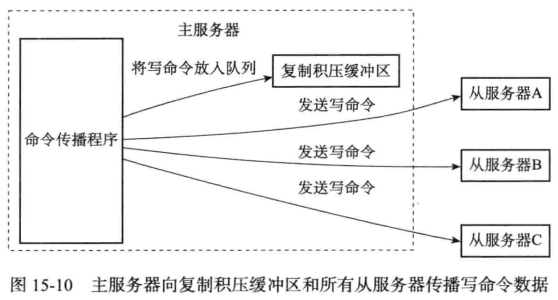 主服务器
将写命令放入队列
复制积压缓冲区
发送写命令
从服务器A
命令传播程序
发送写命令
从服务器B
发送写命令
从服务器C
图 15-10 主服务器向复制积压缓冲区和所有从服务器传播写命令数据